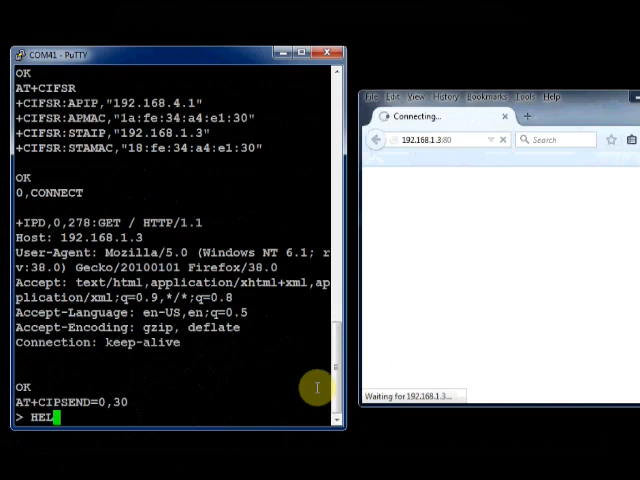 COM41 - PuTTY
OK
AT+CIFSR
+CIFSR:APIP,"192.168.4.1"
+CIFSR:APMAC,"1a:fe:34:a4:e1:30"
+CIFSR:STAIP,"192.168.1.3"
+CIFSR:STAMAC,"18:fe:34:a4:e1:30"
OK
0,CONNECT
+IPD,0,278:GET / HTTP/1.1
Host: 192.168.1.3
User-Agent: Mozilla/5.0 (Windows NT 6.1; r
v:38.0) Gecko/20100101 Firefox/38.0
Accept: text/html,application/xhtml+xml,ap
plication/xml;q=0.9,*/*;q=0.8
Accept-Language: en-US,en;q=0.5
Accept-Encoding: gzip, deflate
Connection: keep-alive
OK
AT+CIPSEND=0,30
> HEL
File Edit View History Bookmarks Tools Help
Connecting...
192.168.1.3:80
Search
Waiting for 192.168.1.3...